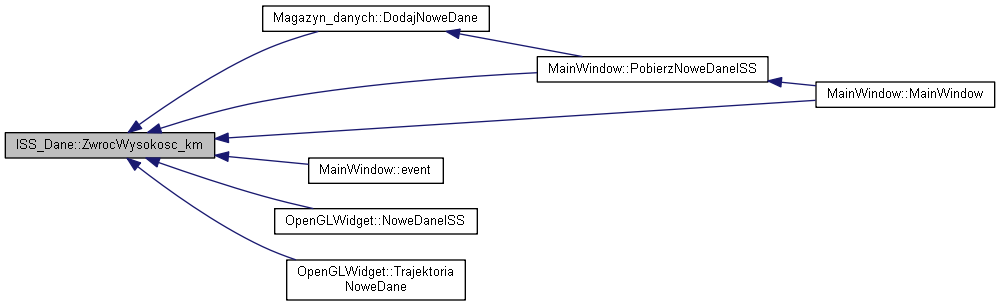 Magazyn_danych::DodajNoweDane
MainWindow::PobierzNoweDaneISS
MainWindow::MainWindow
ISS_Dane::ZwrocWysokosc_km
MainWindow::event
OpenGLWidget::NoweDaneISS
OpenGLWidget::Trajektoria
NoweDane